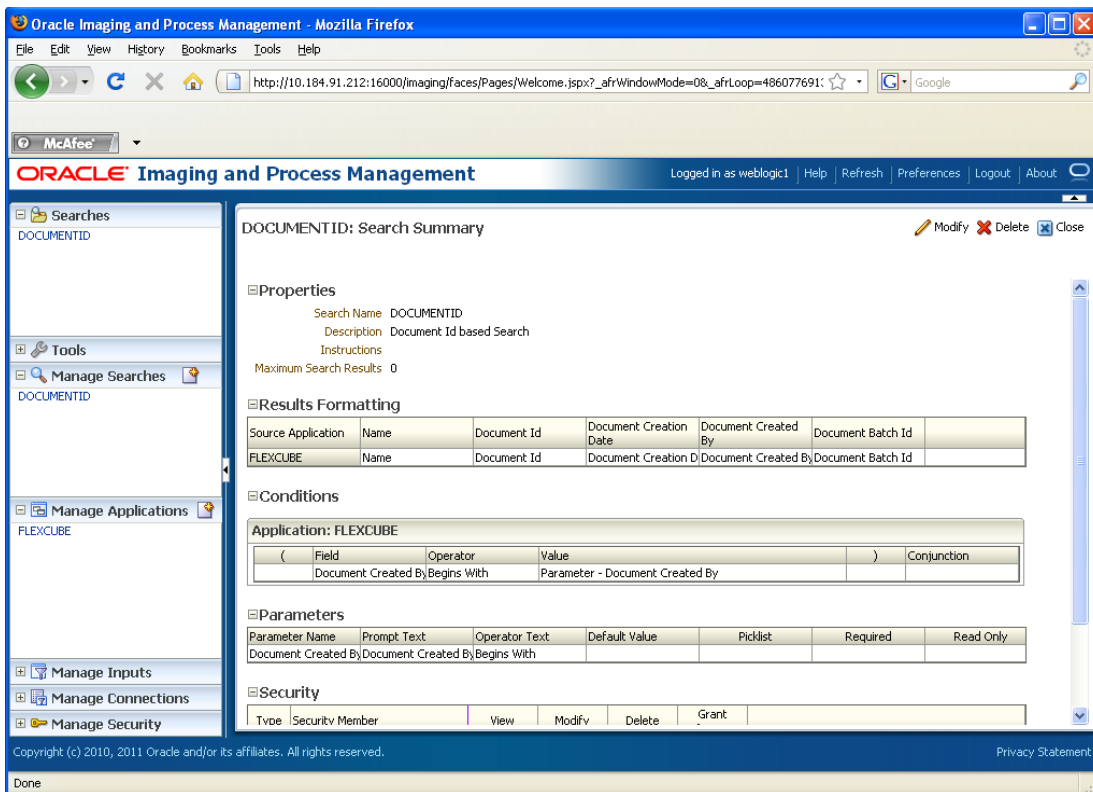 Oracle Imaging and Process Management - Mozilla Firefox
File Edit View History Bookmarks Tools Help
http://10.184.91.212:16000/imaging/faces/Pages/Welcome.jspx?_afrWindowMode=0&_afrLoop=486077691
G Google
McAfee
ORACLE Imaging and Process Management
Logged in as weblogic1 | Help | Refresh | Preferences | Logout | About
Searches
DOCUMENTID
Tools
Manage Searches
DOCUMENTID
Manage Applications
FLEXCUBE
Manage Inputs
Manage Connections
Manage Security
DOCUMENTID: Search Summary
Modify Delete Close
Properties
Search Name DOCUMENTID
Description Document Id based Search
Instructions
Maximum Search Results 0
Results Formatting
Source Application Name Document Id Document Creation Date Document Created By Document Batch Id
FLEXCUBE Name Document Id Document Creation D Document Created By Document Batch Id
Conditions
Application: FLEXCUBE
( Field Operator Value ) Conjunction
Document Created By Begins With Parameter - Document Created By
Parameters
Parameter Name Prompt Text Operator Text Default Value Picklist Required Read Only
Document Created By Document Created By Begins With
Security
Type Security Member View Modify Delete Grant
Copyright (c) 2010, 2011 Oracle and/or its affiliates. All rights reserved.
Privacy Statement
Done